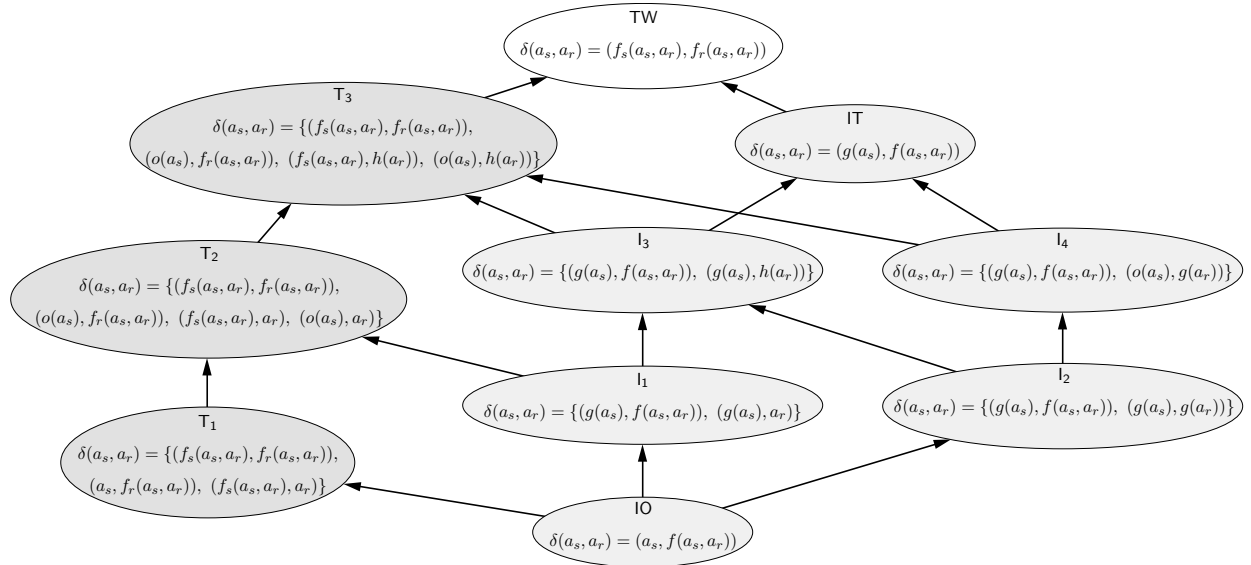 TW
δ(a_s, a_r) = (f_s(a_s, a_r), f_r(a_s, a_r))
T_3
δ(a_s, a_r) = {(f_s(a_s, a_r), f_r(a_s, a_r)),
(o(a_s), f_r(a_s, a_r)), (f_s(a_s, a_r), h(a_r)), (o(a_s), h(a_r))}
IT
δ(a_s, a_r) = (g(a_s), f(a_s, a_r))
T_2
δ(a_s, a_r) = {(f_s(a_s, a_r), f_r(a_s, a_r)),
(o(a_s), f_r(a_s, a_r)), (f_s(a_s, a_r), a_r), (o(a_s), a_r)}
I_3
δ(a_s, a_r) = {(g(a_s), f(a_s, a_r)), (g(a_s), h(a_r))}
I_4
δ(a_s, a_r) = {(g(a_s), f(a_s, a_r)), (o(a_s), g(a_r))}
T_1
δ(a_s, a_r) = {(f_s(a_s, a_r), f_r(a_s, a_r)),
(a_s, f_r(a_s, a_r)), (f_s(a_s, a_r), a_r)}
I_1
δ(a_s, a_r) = {(g(a_s), f(a_s, a_r)), (g(a_s), a_r)}
I_2
δ(a_s, a_r) = {(g(a_s), f(a_s, a_r)), (g(a_s), g(a_r))}
IO
δ(a_s, a_r) = (a_s, f(a_s, a_r))